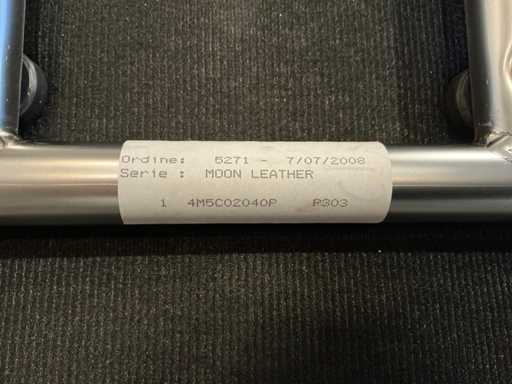 Ordine: 5271 - 7/07/2008
Serie : MOON LEATHER
1 4M5C02040P P303